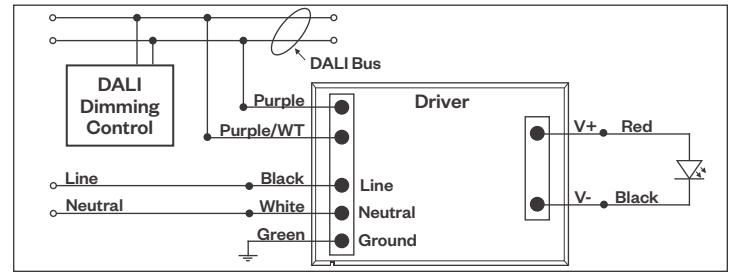 DALI Bus
DALI
Dimming
Control
Driver
Purple
Purple/WT
V+ Red
Line Black Line
V- Black
Neutral White Neutral
Green Ground